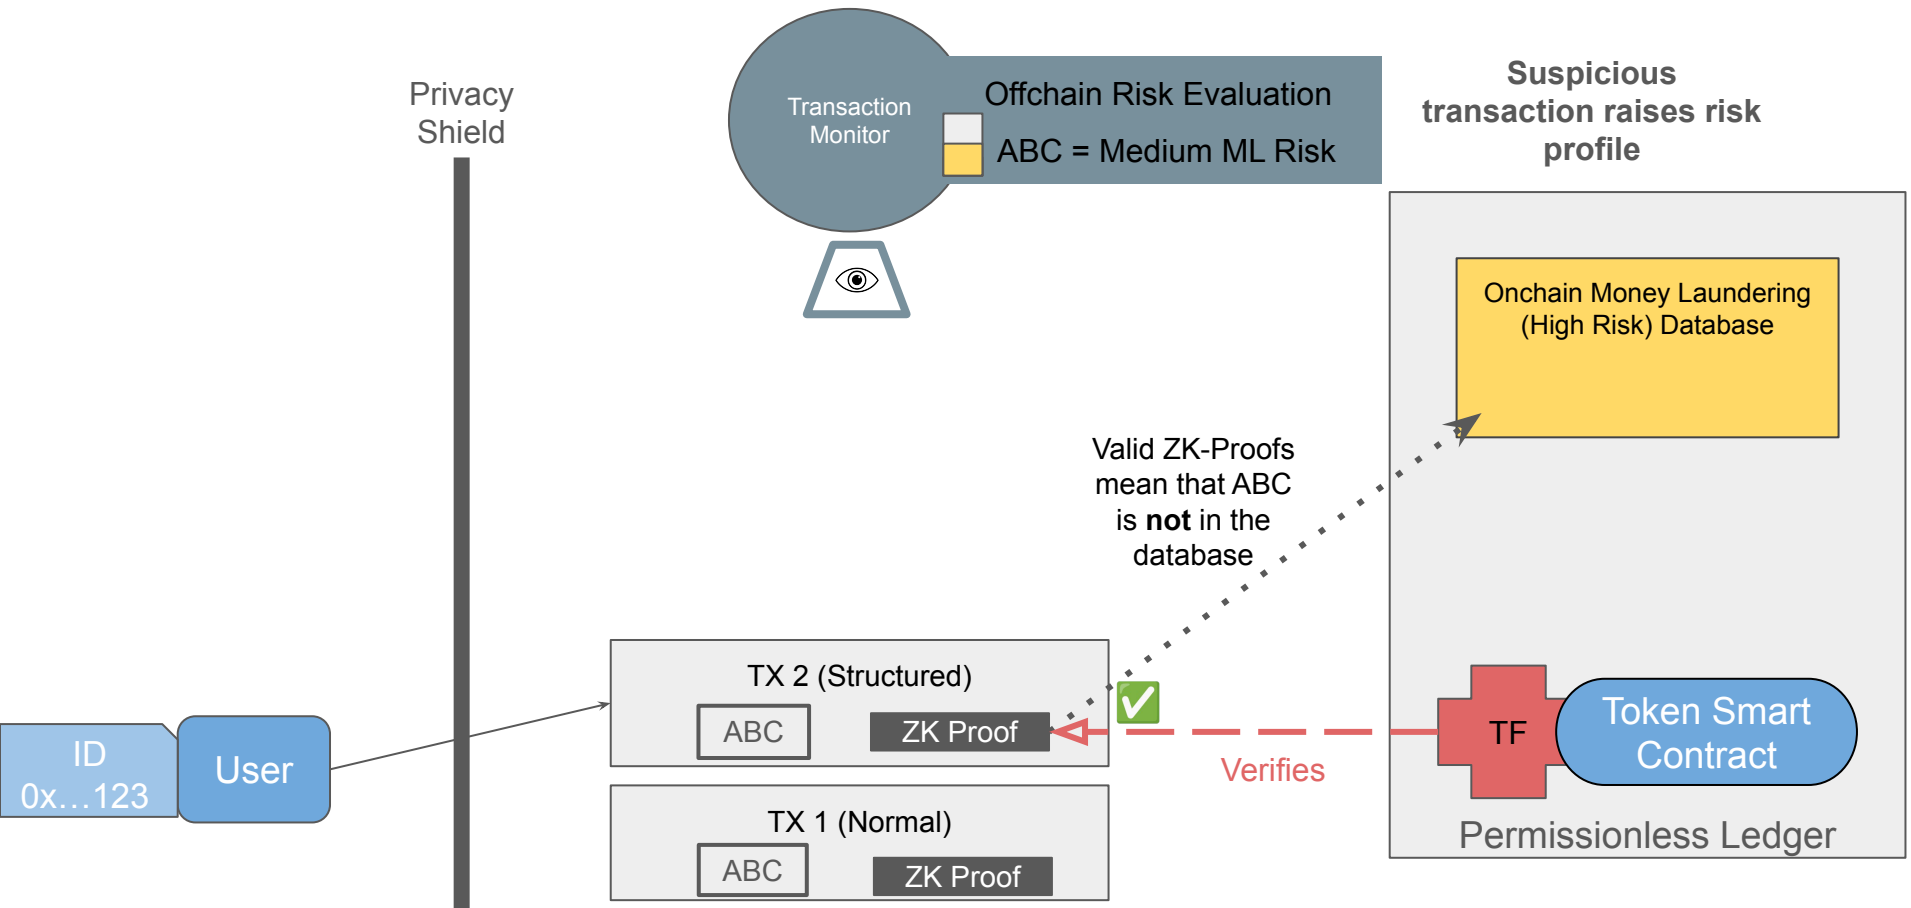 Privacy
Shield
Transaction
Monitor
Offchain Risk Evaluation
ABC = Medium ML Risk
Suspicious
transaction raises risk
profile
Onchain Money Laundering
(High Risk) Database
Valid ZK-Proofs
mean that ABC
is not in the
database
TX 2 (Structured)
ABC
ZK Proof
Verifies
TF
Token Smart
Contract
ID
0x…123
User
TX 1 (Normal)
ABC
ZK Proof
Permissionless Ledger